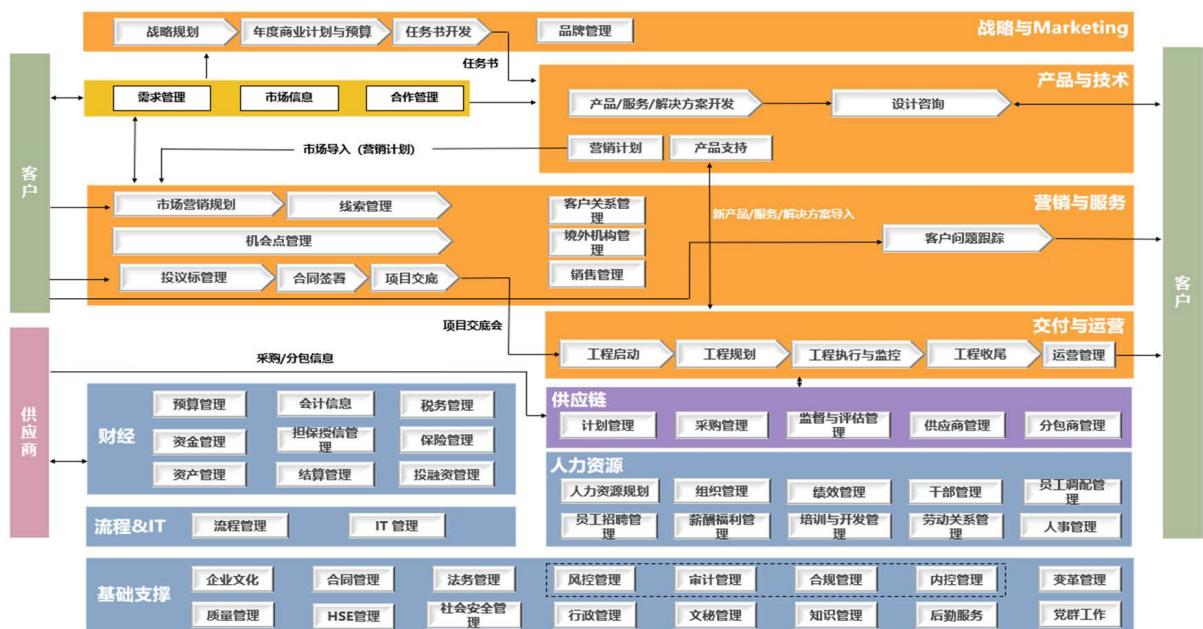 战略规划
年度商业计划与预算
任务书开发
品牌管理
战略与Marketing
任务书
需求管理
市场信息
合作管理
产品与技术
产品/服务/解决方案开发
设计咨询
营销计划
产品支持
市场导入（营销计划）
客户
营销与服务
市场营销规划
线索管理
客户关系管
理
新产品/服务/解决方案导入
机会点管理
境外机构管
理
客户问题跟踪
投议标管理
合同签署
项目交底
销售管理
客户
项目交底会
交付与运营
工程启动
工程规划
工程执行与监控
工程收尾
运营管理
采购/分包信息
供应商
财经
预算管理
会计信息
税务管理
资金管理
担保授信管
理
保险管理
资产管理
结算管理
投融资管理
供应链
计划管理
采购管理
监督与评估管
理
供应商管理
分包商管理
人力资源
人力资源规划
组织管理
绩效管理
干部管理
员工调配管
理
员工招聘管
理
薪酬福利管
理
培训与开发管
理
劳动关系管
理
人事管理
流程&IT
流程管理
IT 管理
基础支撑
企业文化
合同管理
法务管理
风控管理
审计管理
合规管理
内控管理
变革管理
质量管理
HSE管理
社会安全管
理
行政管理
文秘管理
知识管理
后勤服务
党群工作